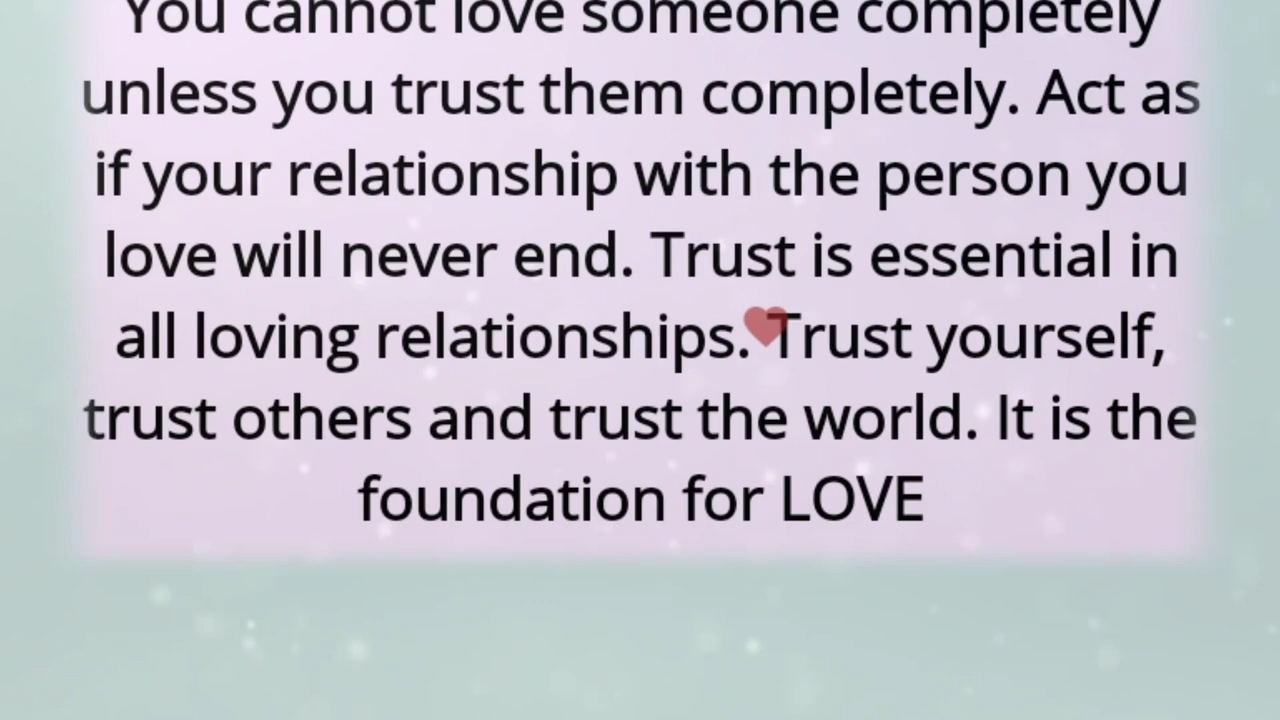 You cannot love someone completely
unless you trust them completely. Act as
if your relationship with the person you
love will never end. Trust is essential in
all loving relationships. Trust yourself,
trust others and trust the world. It is the
foundation for LOVE